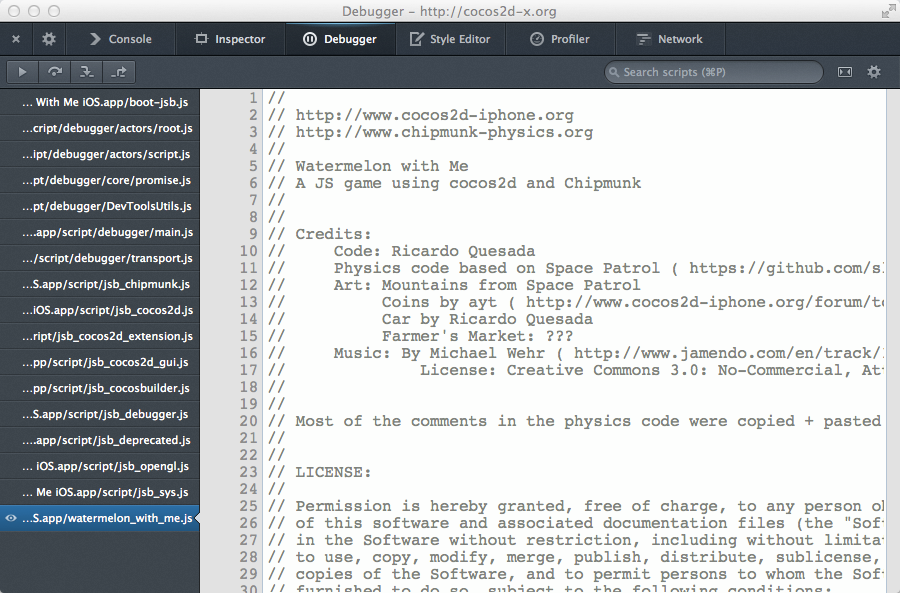 Debugger - http://cocos2d-x.org
Console
Inspector
Debugger
Style Editor
Profiler
Network
Search scripts (⌘P)
... With Me iOS.app/boot-jsb.js
...cript/debugger/actors/root.js
...ipt/debugger/actors/script.js
...pt/debugger/core/promise.js
...pt/debugger/DevToolsUtils.js
....app/script/debugger/main.js
.../script/debugger/transport.js
...S.app/script/jsb_chipmunk.js
...iOS.app/script/jsb_cocos2d.js
...ript/jsb_cocos2d_extension.js
...pp/script/jsb_cocos2d_gui.js
...pp/script/jsb_cocosbuilder.js
...S.app/script/jsb_debugger.js
....app/script/jsb_deprecated.js
... iOS.app/script/jsb_opengl.js
... Me iOS.app/script/jsb_sys.js
...S.app/watermelon_with_me.js
1 //
2 // http://www.cocos2d-iphone.org
3 // http://www.chipmunk-physics.org
4 //
5 // Watermelon with Me
6 // A JS game using cocos2d and Chipmunk
7 //
8 //
9 // Credits:
10 //     Code: Ricardo Quesada
11 //     Physics code based on Space Patrol ( https://github.com/s
12 //     Art: Mountains from Space Patrol
13 //          Coins by ayt ( http://www.cocos2d-iphone.org/forum/to
14 //          Car by Ricardo Quesada
15 //          Farmer's Market: ???
16 //     Music: By Michael Wehr ( http://www.jamendo.com/en/track/
17 //              License: Creative Commons 3.0: No-Commercial, At
18 //
19 //
20 // Most of the comments in the physics code were copied + pasted
21 //
22 //
23 // LICENSE:
24 //
25 // Permission is hereby granted, free of charge, to any person o
26 // of this software and associated documentation files (the "Sof
27 // in the Software without restriction, including without limita
28 // to use, copy, modify, merge, publish, distribute, sublicense,
29 // copies of the Software, and to permit persons to whom the Sof
30 // furnished to do so, subject to the following conditions: